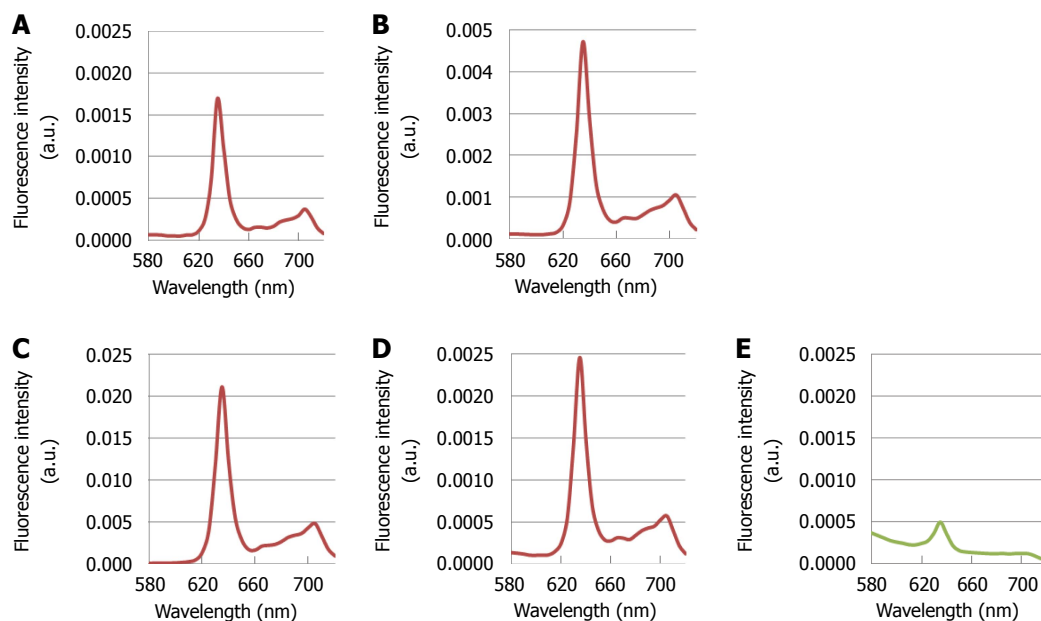 A
Fluorescence intensity
(a.u.)
0.0025
0.0020
0.0015
0.0010
0.0005
0.0000
580 620 660 700
Wavelength (nm)
B
Fluorescence intensity
(a.u.)
0.005
0.004
0.003
0.002
0.001
0.000
580 620 660 700
Wavelength (nm)
C
Fluorescence intensity
(a.u.)
0.025
0.020
0.015
0.010
0.005
0.000
580 620 660 700
Wavelength (nm)
D
Fluorescence intensity
(a.u.)
0.0025
0.0020
0.0015
0.0010
0.0005
0.0000
580 620 660 700
Wavelength (nm)
E
Fluorescence intensity
(a.u.)
0.0025
0.0020
0.0015
0.0010
0.0005
0.0000
580 620 660 700
Wavelength (nm)